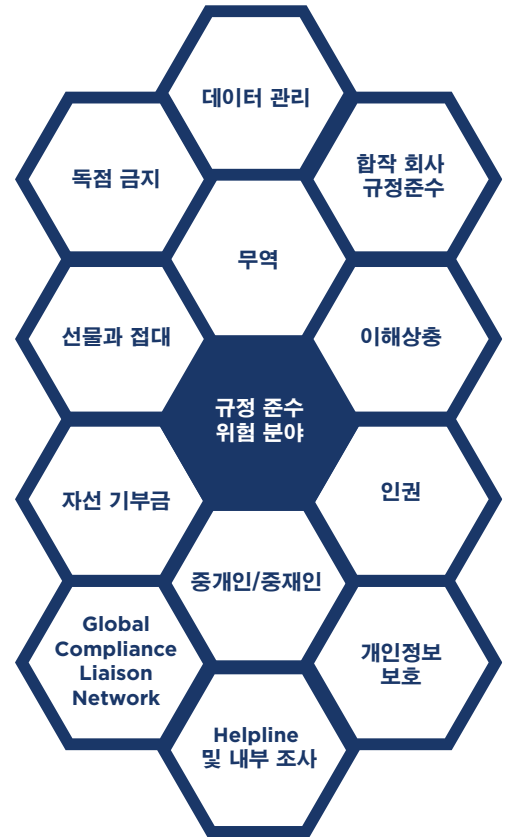 데이터 관리
독점 금지
합작 회사
규정준수
무역
선물과 접대
이해상충
규정 준수
위험 분야
자선 기부금
인권
중개인/중재인
Global
Compliance
Liaison
Network
개인정보
보호
Helpline
및 내부 조사